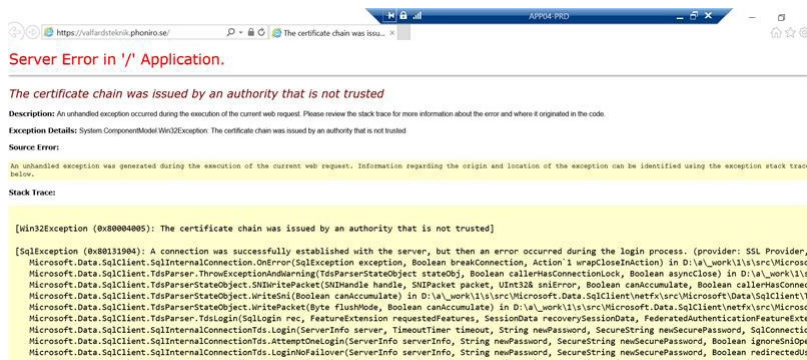 APP04-PRD
https://valfardsteknik.phoniro.se/
The certificate chain was issu...
Server Error in '/' Application.
The certificate chain was issued by an authority that is not trusted
Description: An unhandled exception occurred during the execution of the current web request. Please review the stack trace for more information about the error and where it originated in the code.
Exception Details: System.ComponentModel.Win32Exception: The certificate chain was issued by an authority that is not trusted
Source Error:
An unhandled exception was generated during the execution of the current web request. Information regarding the origin and location of the exception can be identified using the exception stack trace
below.
Stack Trace:
[Win32Exception (0x80004005): The certificate chain was issued by an authority that is not trusted]
[SqlException (0x80131904): A connection was successfully established with the server, but then an error occurred during the login process. (provider: SSL Provider,
Microsoft.Data.SqlClient.SqlInternalConnection.OnError(SqlException exception, Boolean breakConnection, Action`1 wrapCloseInAction) in D:\a\_work\1\s\src\Microsoft
Microsoft.Data.SqlClient.TdsParser.ThrowExceptionAndWarning(TdsParserStateObject stateObj, Boolean callerHasConnectionLock, Boolean asyncClose) in D:\a\_work\1\s
Microsoft.Data.SqlClient.TdsParserStateObject.SNIWritePacket(SNIHandle handle, SNIPacket packet, UInt32& sniError, Boolean canAccumulate, Boolean callerHasConnec
Microsoft.Data.SqlClient.TdsParserStateObject.WriteSni(Boolean canAccumulate) in D:\a\_work\1\s\src\Microsoft.Data.SqlClient\netfx\src\Microsoft\Data\SqlClient\T
Microsoft.Data.SqlClient.TdsParserStateObject.WritePacket(Byte flushMode, Boolean canAccumulate) in D:\a\_work\1\s\src\Microsoft.Data.SqlClient\netfx\src\Microso
Microsoft.Data.SqlClient.TdsParser.TdsLogin(SqlLogin rec, FeatureExtension requestedFeatures, SessionData recoverySessionData, FederatedAuthenticationFeatureExte
Microsoft.Data.SqlClient.SqlInternalConnectionTds.Login(ServerInfo server, TimeoutTimer timeout, String newPassword, SecureString newSecurePassword, SqlConnectio
Microsoft.Data.SqlClient.SqlInternalConnectionTds.AttemptOneLogin(ServerInfo serverInfo, String newPassword, SecureString newSecurePassword, Boolean ignoreSniOpe
Microsoft.Data.SqlClient.SqlInternalConnectionTds.LoginNoFailover(ServerInfo serverInfo, String newPassword, SecureString newSecurePassword, Boolean redirected